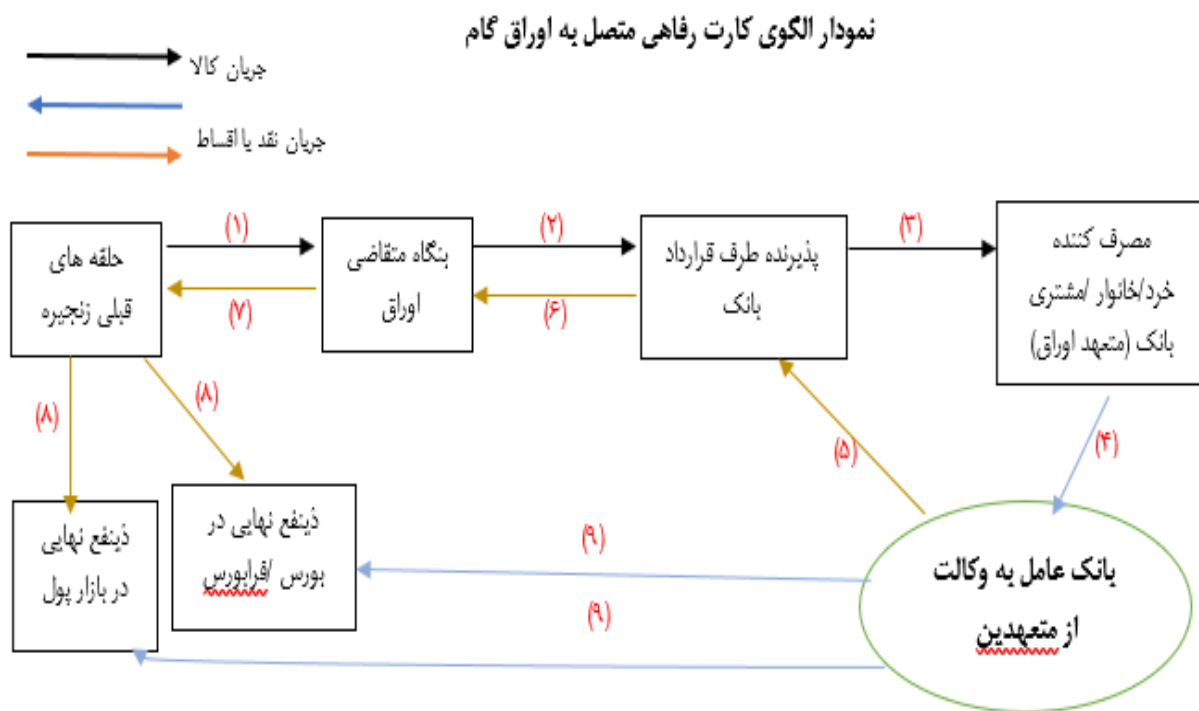 نمودار الگوی کارت رفاهی متصل به اوراق گام
جریان کالا
جریان نقد یا اقساط
(۱)
(۲)
(۳)
حلقه های
قبلی زنجیره
بنگاه متقاضی
اوراق
پذیرنده طرف قرارداد
بانک
مصرف کننده
خرد/خانوار /مشتری
بانک (متعهد اوراق)
(۷)
(۶)
(۸)
(۸)
(۵)
(۴)
ذینفع نهایی
در بازار پول
ذینفع نهایی در
بورس /فرابورس
(۹)
(۹)
بانک عامل به وکالت
از متعهدین